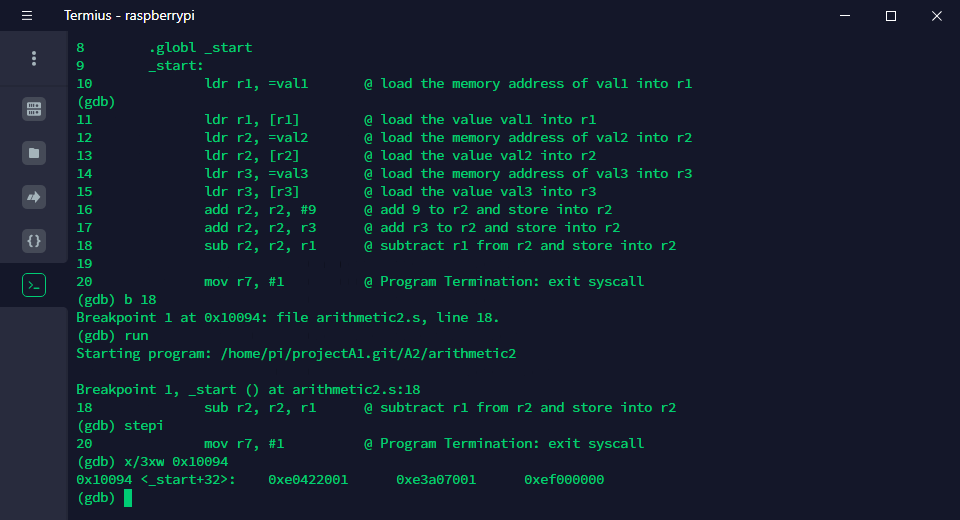 Termius - raspberrypi
8 .globl _start
9 _start:
10 ldr r1, =val1 @ load the memory address of val1 into r1
(gdb)
11 ldr r1, [r1] @ load the value val1 into r1
12 ldr r2, =val2 @ load the memory address of val2 into r2
13 ldr r2, [r2] @ load the value val2 into r2
14 ldr r3, =val3 @ load the memory address of val3 into r3
15 ldr r3, [r3] @ load the value val3 into r3
16 add r2, r2, #9 @ add 9 to r2 and store into r2
17 add r2, r2, r3 @ add r3 to r2 and store into r2
18 sub r2, r2, r1 @ subtract r1 from r2 and store into r2
19
20 mov r7, #1 @ Program Termination: exit syscall
(gdb) b 18
Breakpoint 1 at 0x10094: file arithmetic2.s, line 18.
(gdb) run
Starting program: /home/pi/projectA1.git/A2/arithmetic2
Breakpoint 1, _start () at arithmetic2.s:18
18 sub r2, r2, r1 @ subtract r1 from r2 and store into r2
(gdb) stepi
20 mov r7, #1 @ Program Termination: exit syscall
(gdb) x/3xw 0x10094
0x10094 <_start+32>: 0xe0422001 0xe3a07001 0xef000000
(gdb)